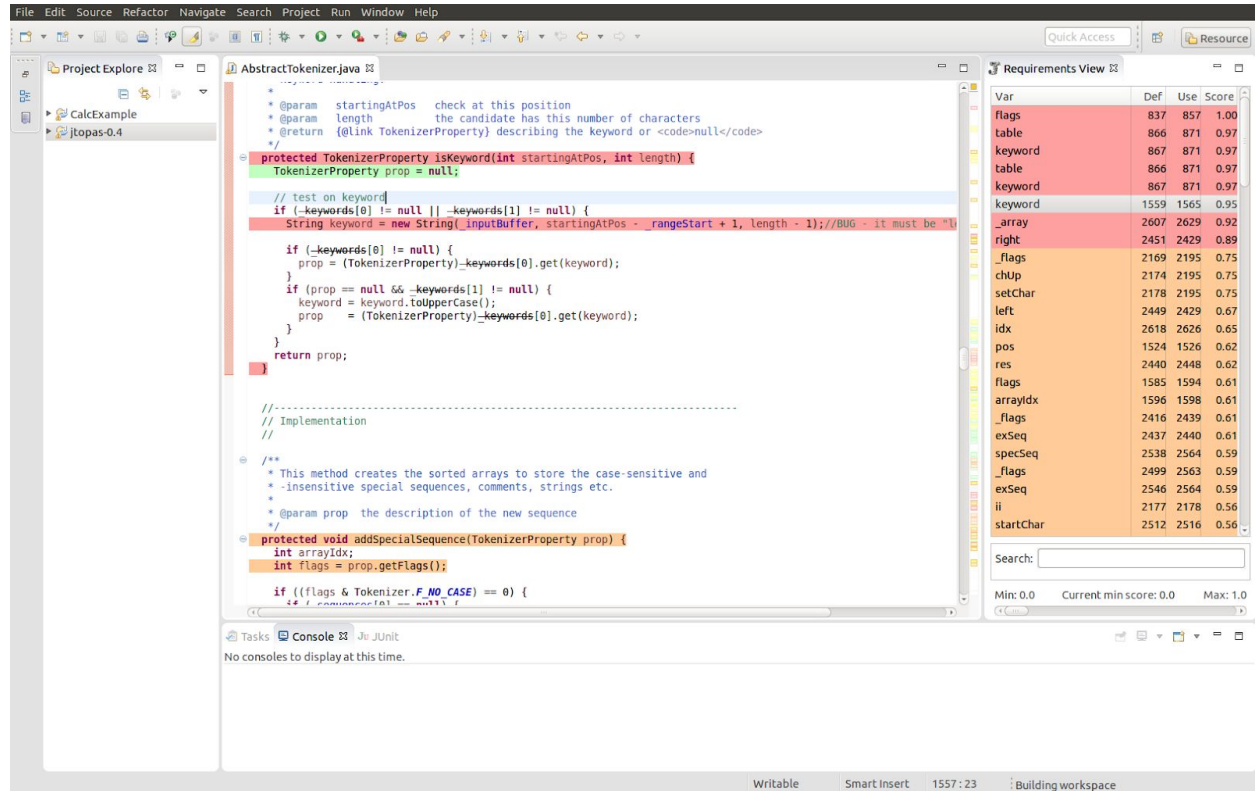 File Edit Source Refactor Navigate Search Project Run Window Help
Quick Access Resource
Project Explore
CalcExample
jtopas-0.4
AbstractTokenizer.java
*
* @param startingAtPos check at this position
* @param length the candidate has this number of characters
* @return {@link TokenizerProperty} describing the keyword or <code>null</code>
*/
protected TokenizerProperty isKeyword(int startingAtPos, int length) {
TokenizerProperty prop = null;
// test on keyword
if (_keywords[0] != null || _keywords[1] != null) {
String keyword = new String(_inputBuffer, startingAtPos - _rangeStart + 1, length - 1);//BUG - it must be "l
if (_keywords[0] != null) {
prop = (TokenizerProperty)_keywords[0].get(keyword);
}
if (prop == null && _keywords[1] != null) {
keyword = keyword.toUpperCase();
prop = (TokenizerProperty)_keywords[0].get(keyword);
}
}
return prop;
}
//---------------------------------------------------------------------------
// Implementation
//
/**
* This method creates the sorted arrays to store the case-sensitive and
* -insensitive special sequences, comments, strings etc.
*
* @param prop the description of the new sequence
*/
protected void addSpecialSequence(TokenizerProperty prop) {
int arrayIdx;
int flags = prop.getFlags();
if ((flags & Tokenizer.F_NO_CASE) == 0) {
if (_sequences[0] == null) {
Requirements View
Var Def Use Score
flags 837 857 1.00
table 866 871 0.97
keyword 867 871 0.97
table 866 871 0.97
keyword 867 871 0.97
keyword 1559 1565 0.95
_array 2607 2629 0.92
right 2451 2429 0.89
_flags 2169 2195 0.75
chUp 2174 2195 0.75
setChar 2178 2195 0.75
left 2449 2429 0.67
idx 2618 2626 0.65
pos 1524 1526 0.62
res 2440 2448 0.62
flags 1585 1594 0.61
arrayIdx 1596 1598 0.61
_flags 2416 2439 0.61
exSeq 2437 2440 0.61
specSeq 2538 2564 0.59
_flags 2499 2563 0.59
exSeq 2546 2564 0.59
ii 2177 2178 0.56
startChar 2512 2516 0.56
Search:
Min: 0.0 Current min score: 0.0 Max: 1.0
Tasks Console JUnit
No consoles to display at this time.
Writable Smart Insert 1557 : 23 Building workspace